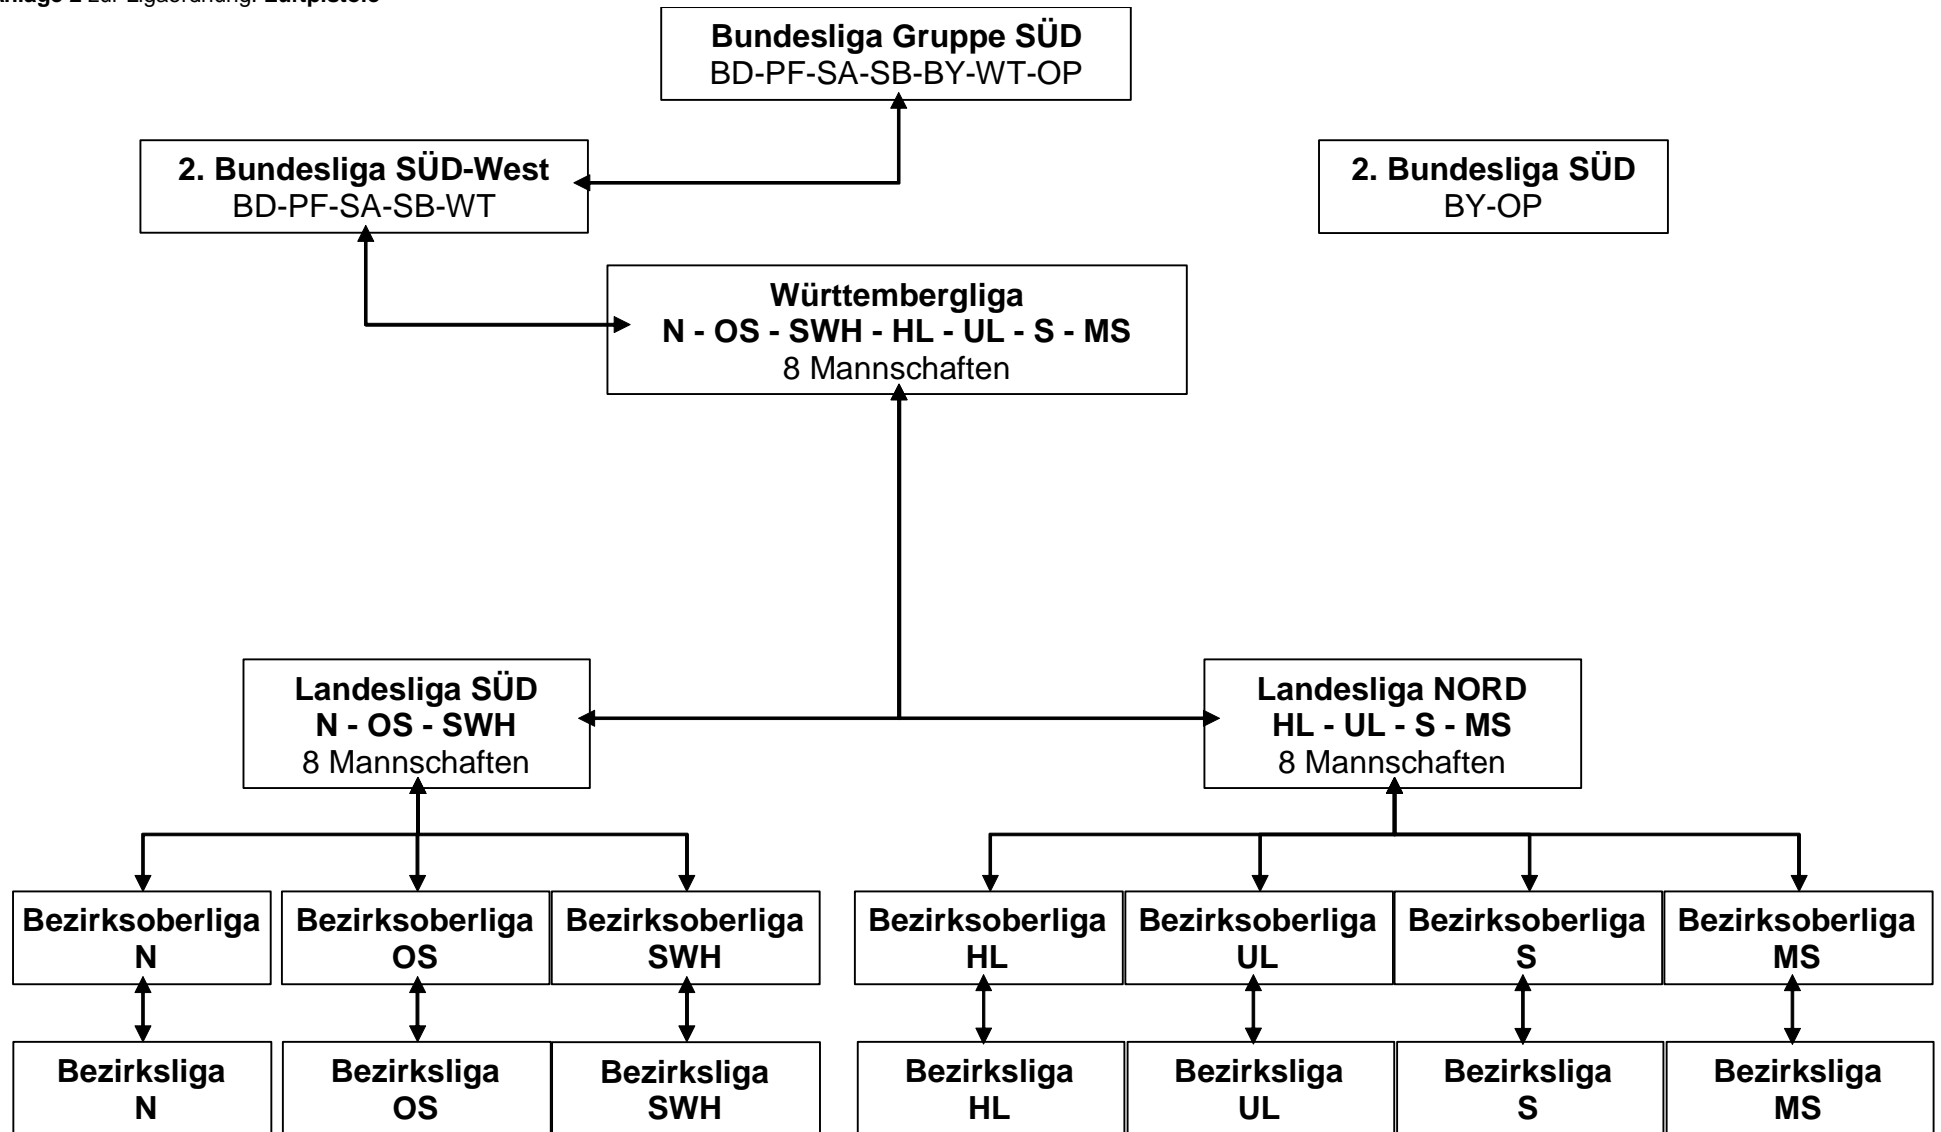 zur Ligaordnung: Luftpistole
Bundesliga Gruppe SÜD
BD-PF-SA-SB-BY-WT-OP
2. Bundesliga SÜD-West
BD-PF-SA-SB-WT
2. Bundesliga SÜD
BY-OP
Württembergliga
N - OS - SWH - HL - UL - S - MS
8 Mannschaften
Landesliga SÜD
N - OS - SWH
8 Mannschaften
Landesliga NORD
HL - UL - S - MS
8 Mannschaften
Bezirksoberliga
N
Bezirksoberliga
OS
Bezirksoberliga
SWH
Bezirksoberliga
HL
Bezirksoberliga
UL
Bezirksoberliga
S
Bezirksoberliga
MS
Bezirksliga
N
Bezirksliga
OS
Bezirksliga
SWH
Bezirksliga
HL
Bezirksliga
UL
Bezirksliga
S
Bezirksliga
MS